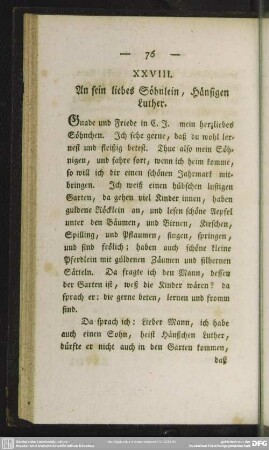 — 76 —
XXVIII.
An sein liebes Söhnlein, Hänsigen
Luther.
Gnade und Friede in C. J. mein herzliebes
Söhnchen. Ich sehe gerne, daß du wohl ler-
nest und fleißig betest. Thue also mein Söh-
nigen, und fahre fort, wenn ich heim komme,
so will ich dir einen schönen Jahrmarkt mit-
bringen. Ich weiß einen hübschen lustigen
Garten, da gehen viel Kinder innen, haben
guldene Röcklein an, und lesen schöne Aepfel
unter den Bäumen, und Birnen, Kirschen,
Spilling, und Pflaumen, singen, springen,
und sind frölich: haben auch schöne kleine
Pferdlein mit güldenen Zäumen und silbernen
Sätteln. Da fragte ich den Mann, dessen
der Garten ist, weß die Kinder wären? da
sprach er: die gerne beten, lernen und fromm
sind.
Da sprach ich: Lieber Mann, ich habe
auch einen Sohn, heist Hänßchen Luther,
dürfte er nicht auch in den Garten kommen,
daß
DFG